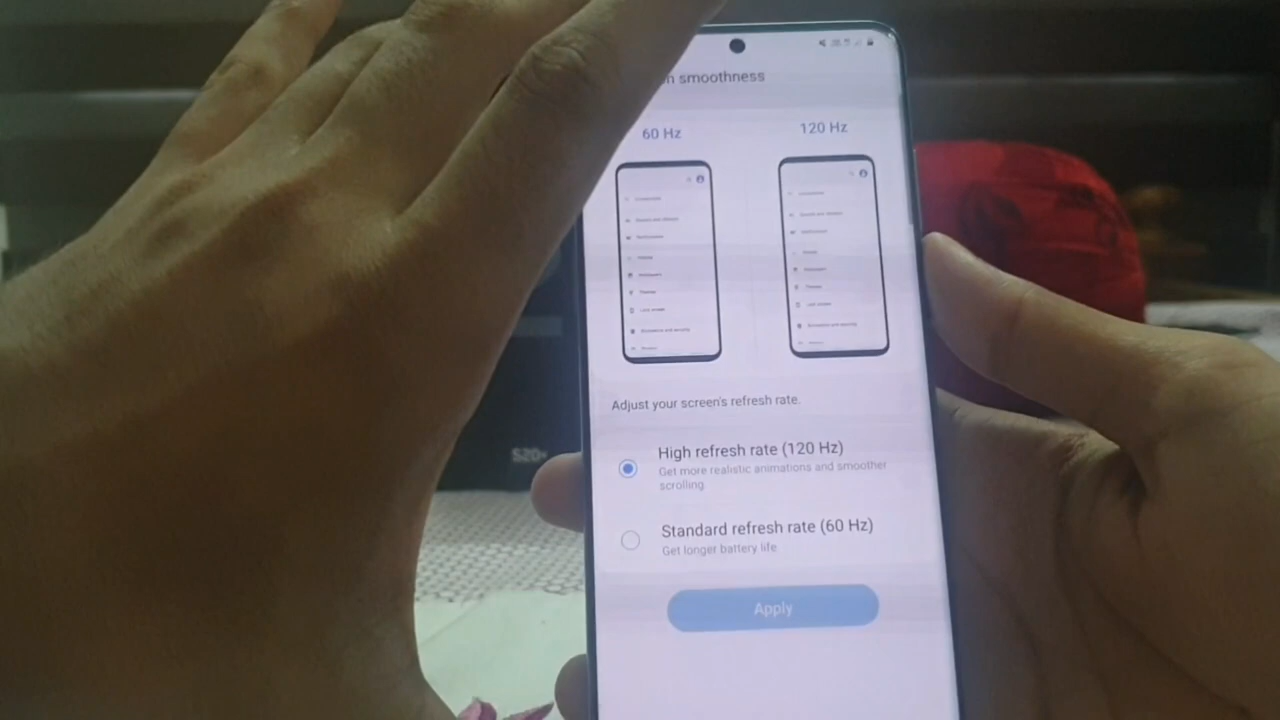 n smoothness
60 Hz
120 Hz
Adjust your screen's refresh rate.
High refresh rate (120 Hz)
Get more realistic animations and smoother
scrolling
Standard refresh rate (60 Hz)
Get longer battery life
Apply
S20+